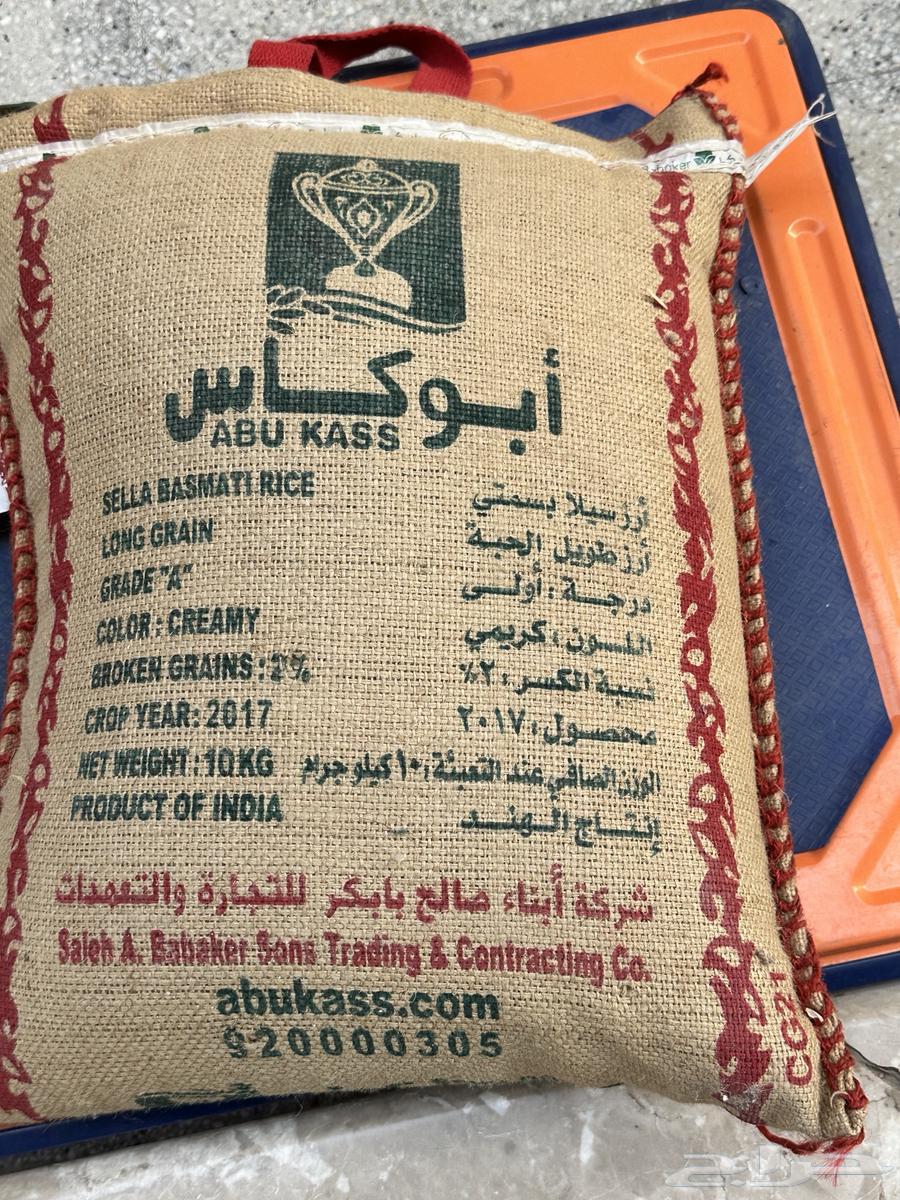 أبو كأس
ABU KASS
SELLA BASMATI RICE
أرز سيلا بسمتي
LONG GRAIN
أرز طويل الحبة
GRADE "A"
درجة : أولى
COLOR : CREAMY
اللون : كريمي
BROKEN GRAINS : 2%
نسبة الكسر : ٢%
CROP YEAR: 2017
محصول : ٢٠١٧
NET WEIGHT : 10 KG
الوزن الصافي عند التعبئة : ١٠ كيلو جرام
PRODUCT OF INDIA
إنتاج الهند
شركة أبناء صالح بابكر للتجارة والتعهدات
Saleh A. Babaker Sons Trading & Contracting Co.
abukass.com
920000305
CG21
حراج